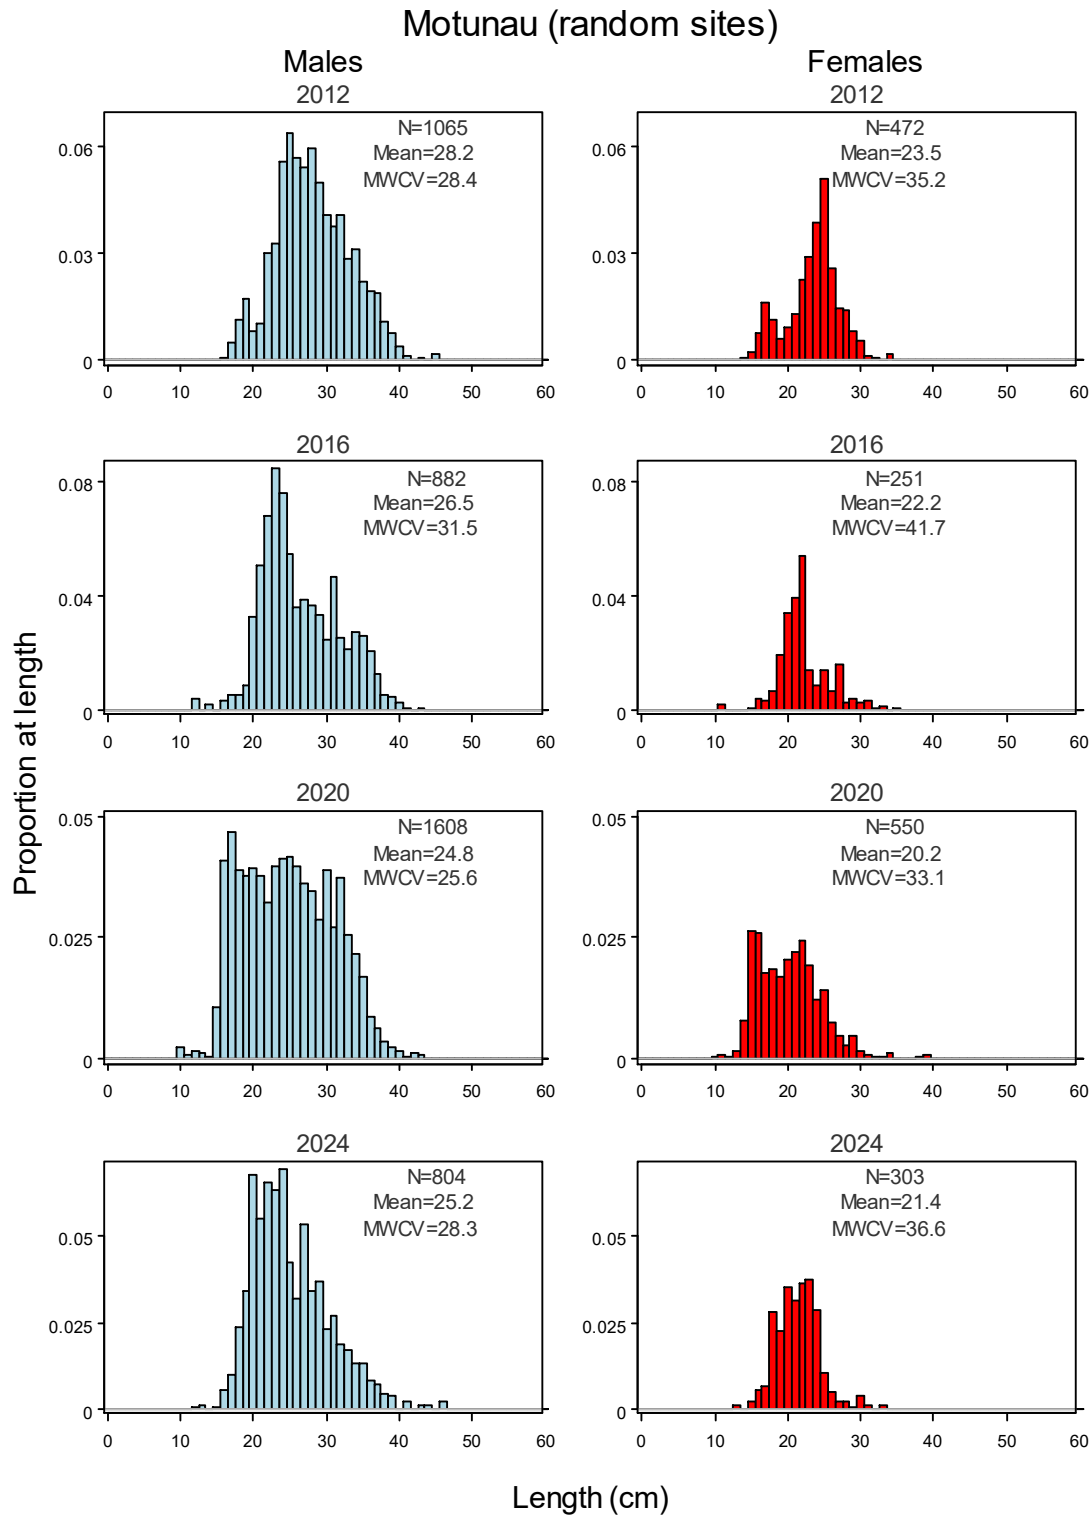 Motunau (random sites)
Males
Females
2012
2012
N=1065
Mean=28.2
MWCV=28.4
0.06
0.03
0
0 10 20 30 40 50 60
N=472
Mean=23.5
MWCV=35.2
0.06
0.03
0
0 10 20 30 40 50 60
2016
2016
N=882
Mean=26.5
MWCV=31.5
0.08
0.04
0
0 10 20 30 40 50 60
N=251
Mean=22.2
MWCV=41.7
0.08
0.04
0
0 10 20 30 40 50 60
Proportion at length
2020
2020
N=1608
Mean=24.8
MWCV=25.6
0.05
0.025
0
0 10 20 30 40 50 60
N=550
Mean=20.2
MWCV=33.1
0.05
0.025
0
0 10 20 30 40 50 60
2024
2024
N=804
Mean=25.2
MWCV=28.3
0.05
0.025
0
0 10 20 30 40 50 60
N=303
Mean=21.4
MWCV=36.6
0.05
0.025
0
0 10 20 30 40 50 60
Length (cm)